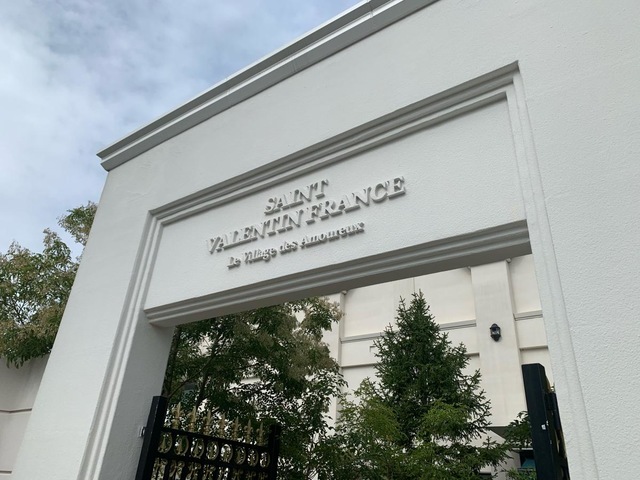 SAINT
VALENTIN FRANCE
Le Village des Amoureux